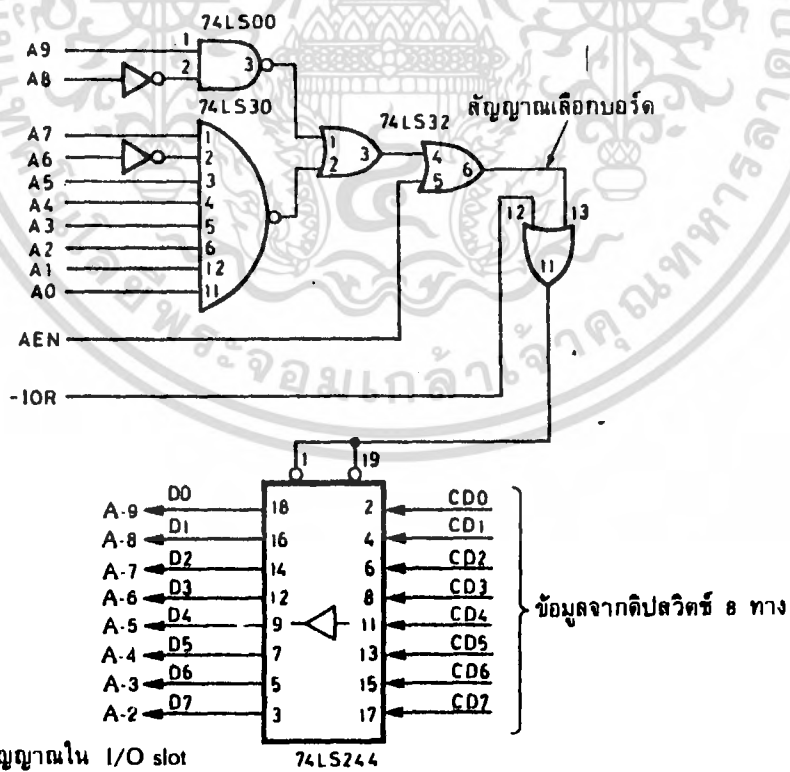 74LS00
A9 1
A8 2 3
74LS30
สัญญาณเลือกบอร์ด
74LS32
A7 1
A6 2
A5 3
A4 4
A3 5
A2 6
A1 12
A0 11
1 3
2
4 6
5
12 13
11
AEN
-IOR
1 19
A-9 D0 18 2 CD0
A-8 D1 16 4 CD1
A-7 D2 14 6 CD2
A-6 D3 12 8 CD3
A-5 D4 9 11 CD4
A-4 D5 7 13 CD5
A-3 D6 5 15 CD6
A-2 D7 3 17 CD7
ข้อมูลจากดิปสวิตช์ 8 ทาง
ญญาณใน I/O slot
74LS244